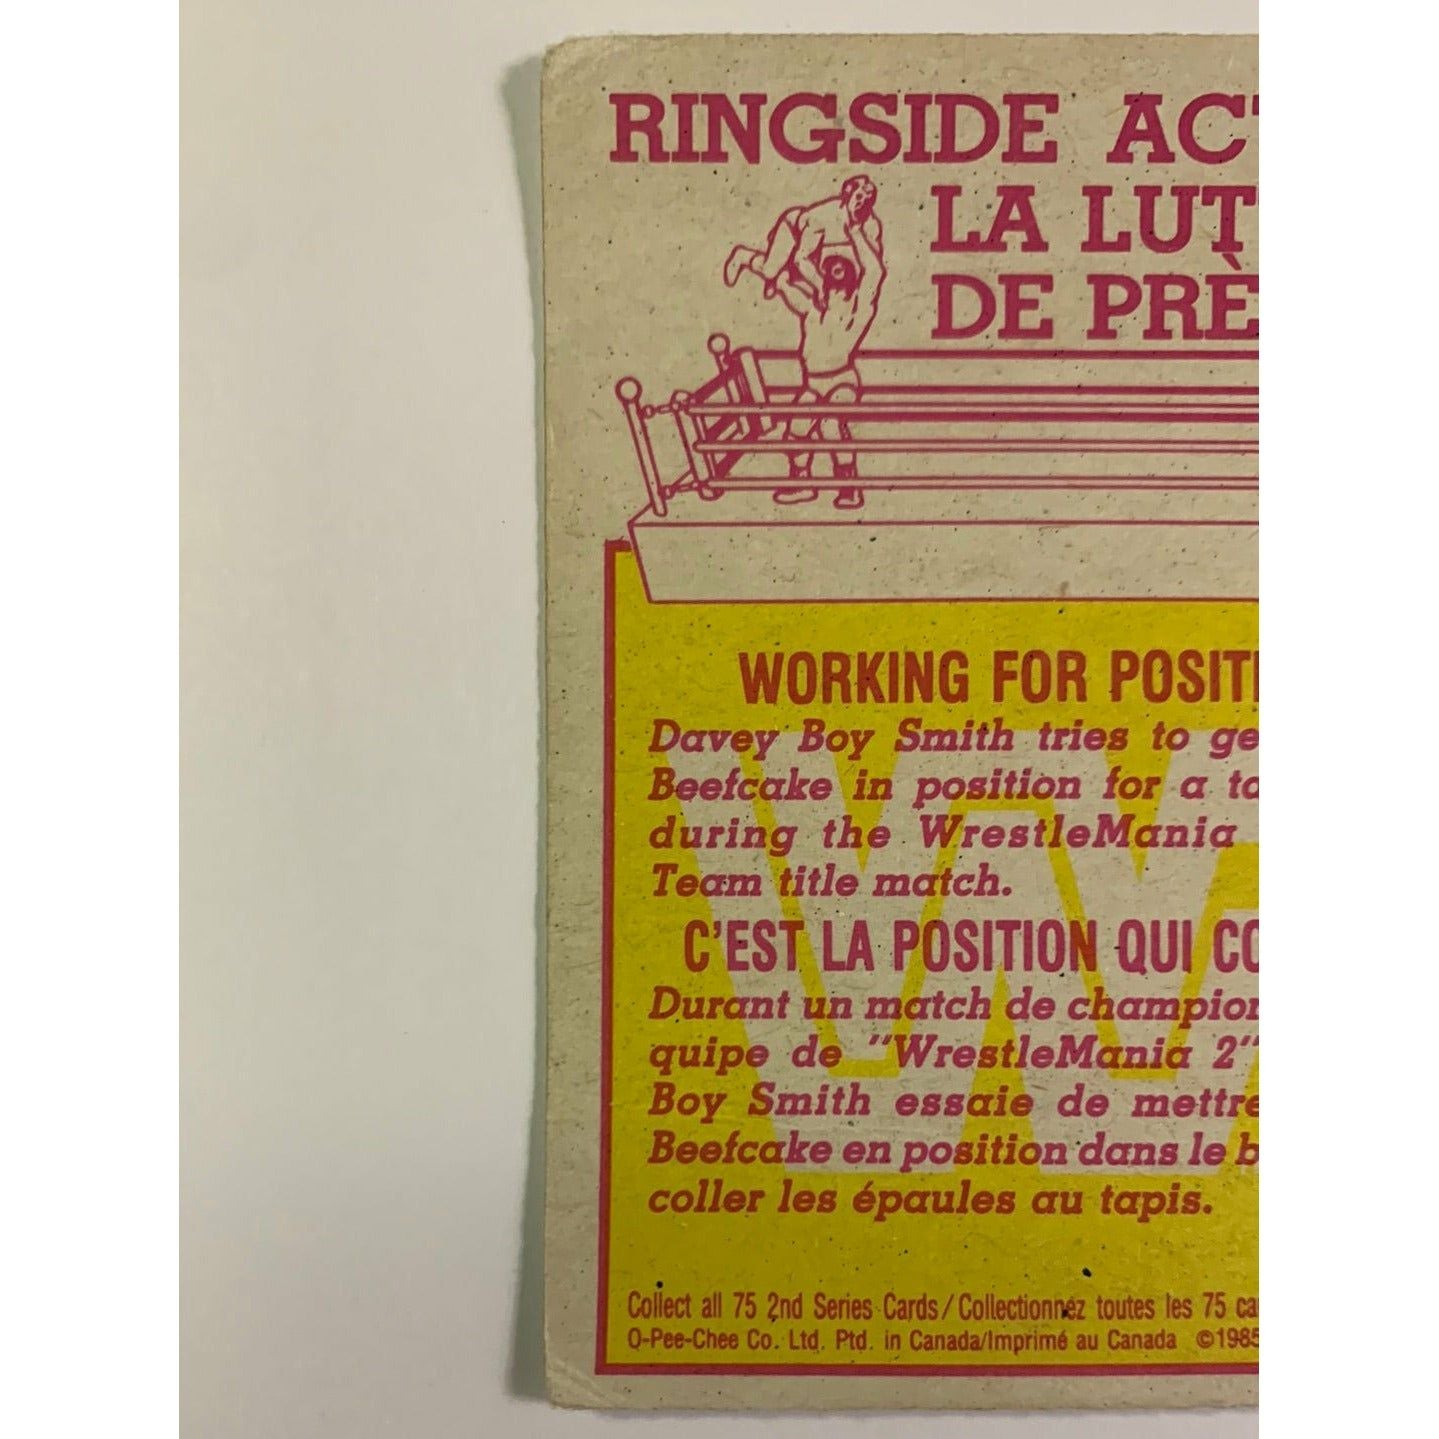 RINGSIDE ACT
LA LUT
DE PRÈ
WORKING FOR POSITI
Davey Boy Smith tries to ge
Beefcake in position for a ta
during the WrestleMania
Team title match.
C'EST LA POSITION QUI CO
Durant un match de champion
quipe de "WrestleMania 2"
Boy Smith essaie de mettre
Beefcake en position dans le b
coller les épaules au tapis.
Collect all 75 2nd Series Cards/Collectionnez toutes les 75 ca
O-Pee-Chee Co. Ltd. Ptd. in Canada/Imprimé au Canada ©1985